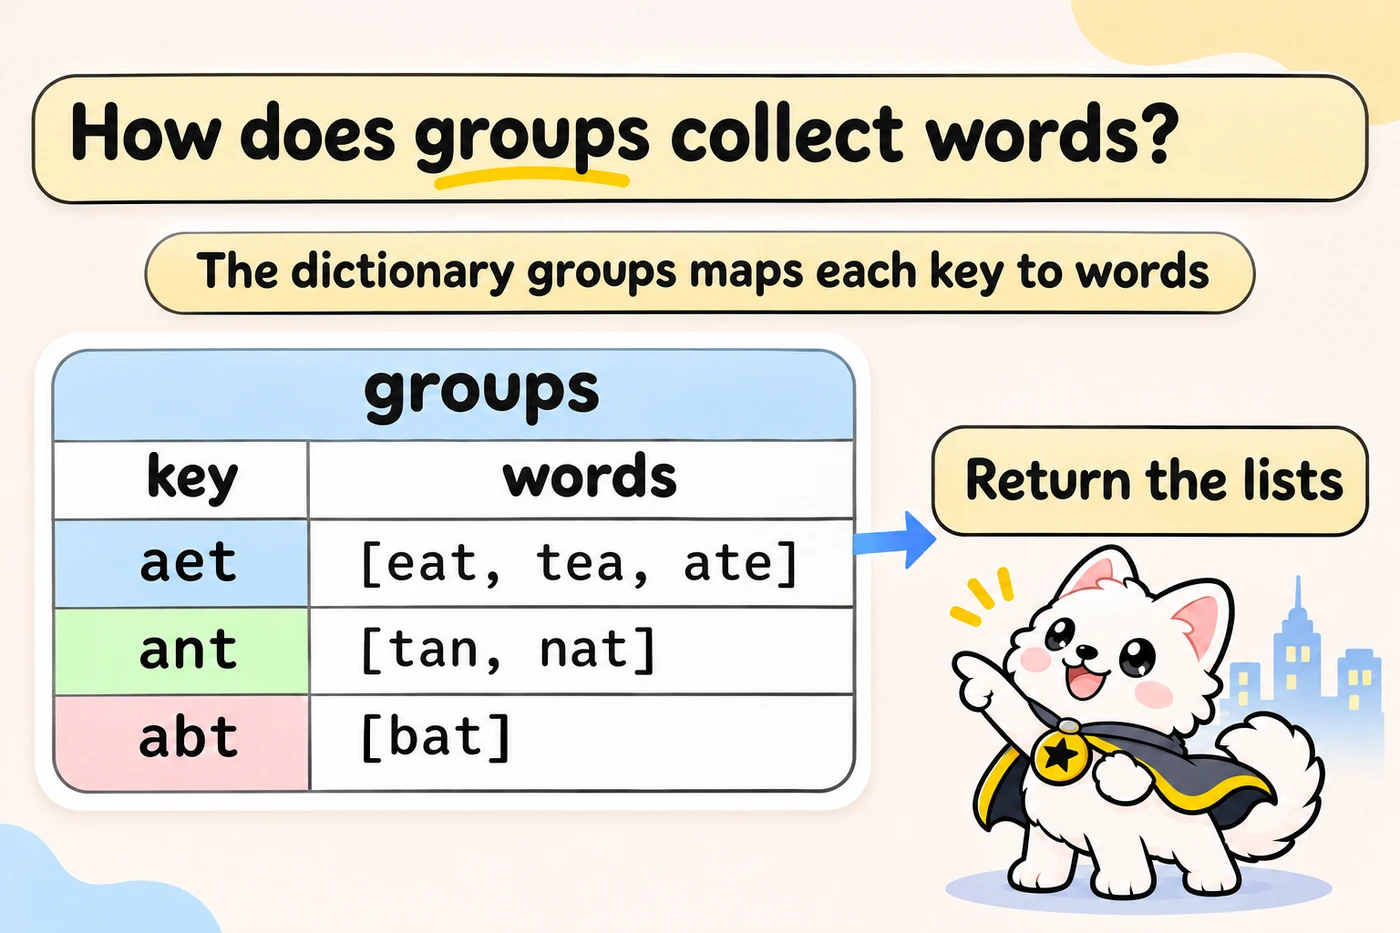 How does groups collect words?
The dictionary groups maps each key to words
groups
key words
aet [eat, tea, ate]
ant [tan, nat]
abt [bat]
Return the lists